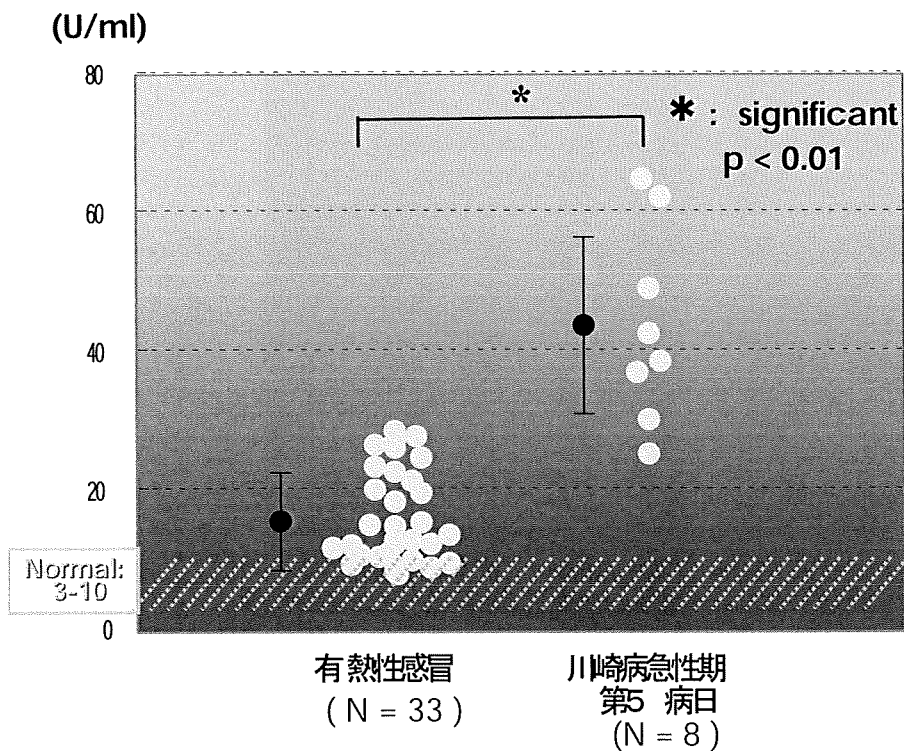 (U/ml)
80
*
* : significant
p < 0.01
60
40
20
Normal:
3-10
0
有熱性感冒
( N = 33 )
川崎病急性期
第5 病日
(N = 8 )